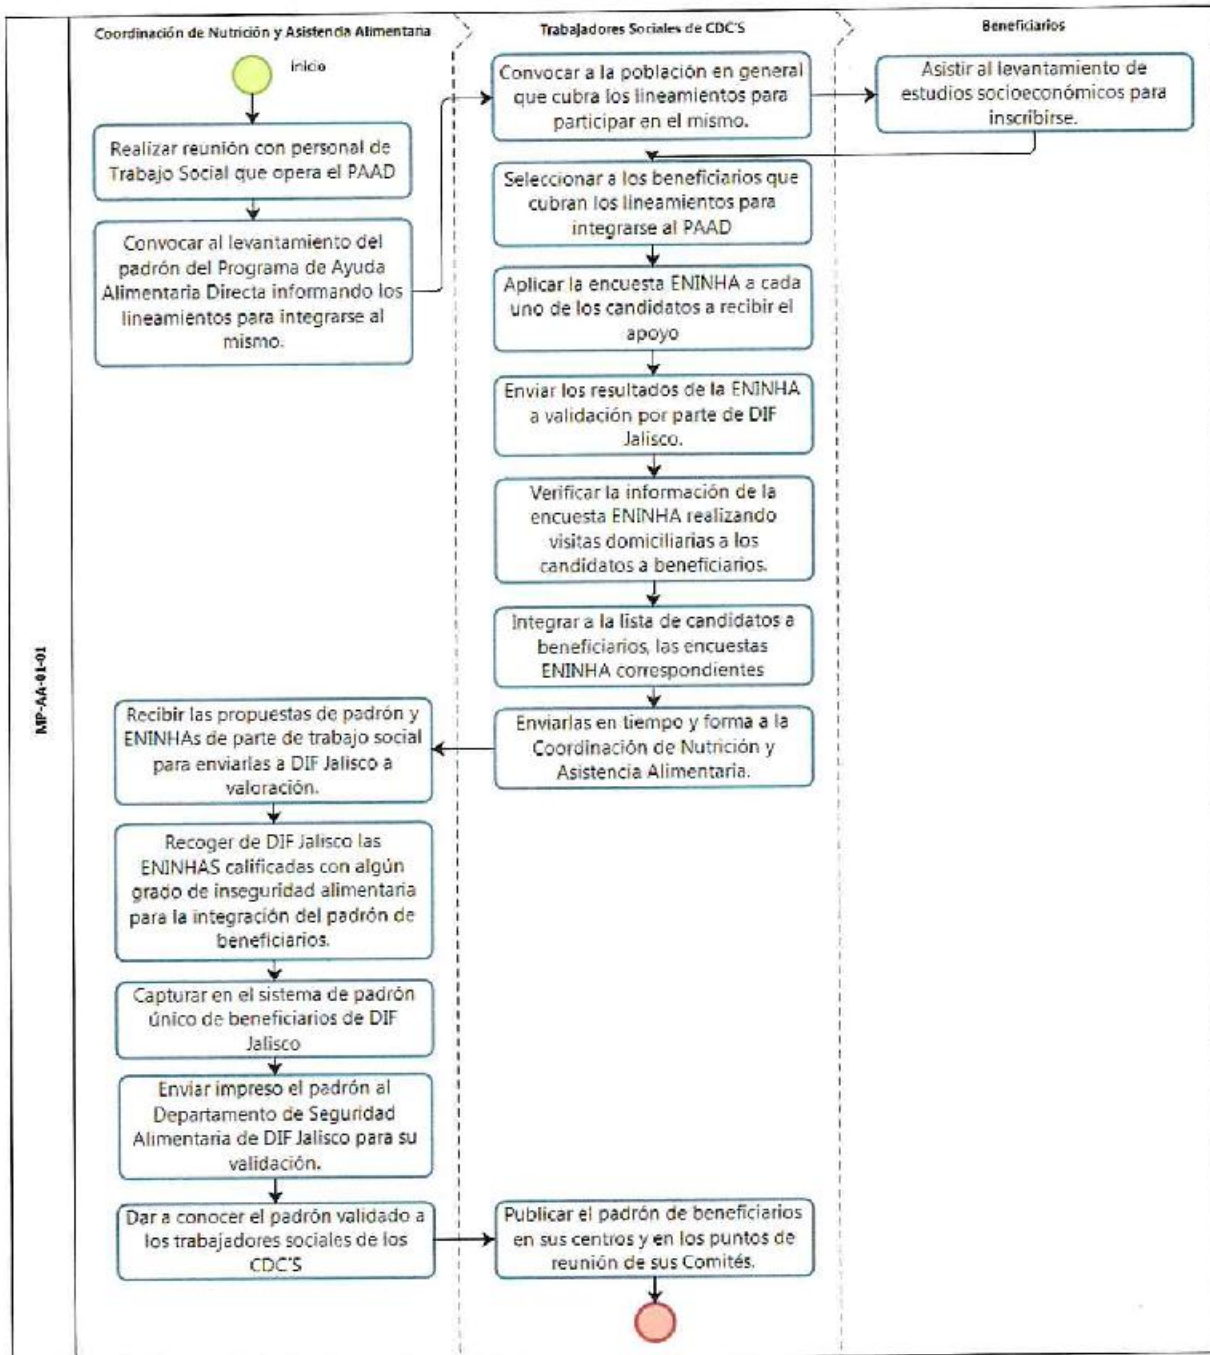 Coordinación de Nutrición y Asistencia Alimentaria
Trabajadores Sociales de CDC'S
Beneficiarios
MP-AA-01-01
inicio
Realizar reunión con personal de
Trabajo Social que opera el PAAD
Convocar al levantamiento del
padrón del Programa de Ayuda
Alimentaria Directa informando los
lineamientos para integrarse al
mismo.
Convocar a la población en general
que cubra los lineamientos para
participar en el mismo.
Asistir al levantamiento de
estudios socioeconómicos para
inscribirse.
Seleccionar a los beneficiarios que
cubran los lineamientos para
integrarse al PAAD
Aplicar la encuesta ENINHA a cada
uno de los candidatos a recibir el
apoyo
Enviar los resultados de la ENINHA
a validación por parte de DIF
Jalisco.
Verificar la información de la
encuesta ENINHA realizando
visitas domiciliarias a los
candidatos a beneficiarios.
Integrar a la lista de candidatos a
beneficiarios, las encuestas
ENINHA correspondientes
Enviarlas en tiempo y forma a la
Coordinación de Nutrición y
Asistencia Alimentaria.
Recibir las propuestas de padrón y
ENINHAs de parte de trabajo social
para enviarlas a DIF Jalisco a
valoración.
Recoger de DIF Jalisco las
ENINHAS calificadas con algún
grado de inseguridad alimentaria
para la integración del padrón de
beneficiarios.
Capturar en el sistema de padrón
único de beneficiarios de DIF
Jalisco
Enviar impreso el padrón al
Departamento de Seguridad
Alimentaria de DIF Jalisco para su
validación.
Dar a conocer el padrón validado a
los trabajadores sociales de los
CDC'S
Publicar el padrón de beneficiarios
en sus centros y en los puntos de
reunión de sus Comités.